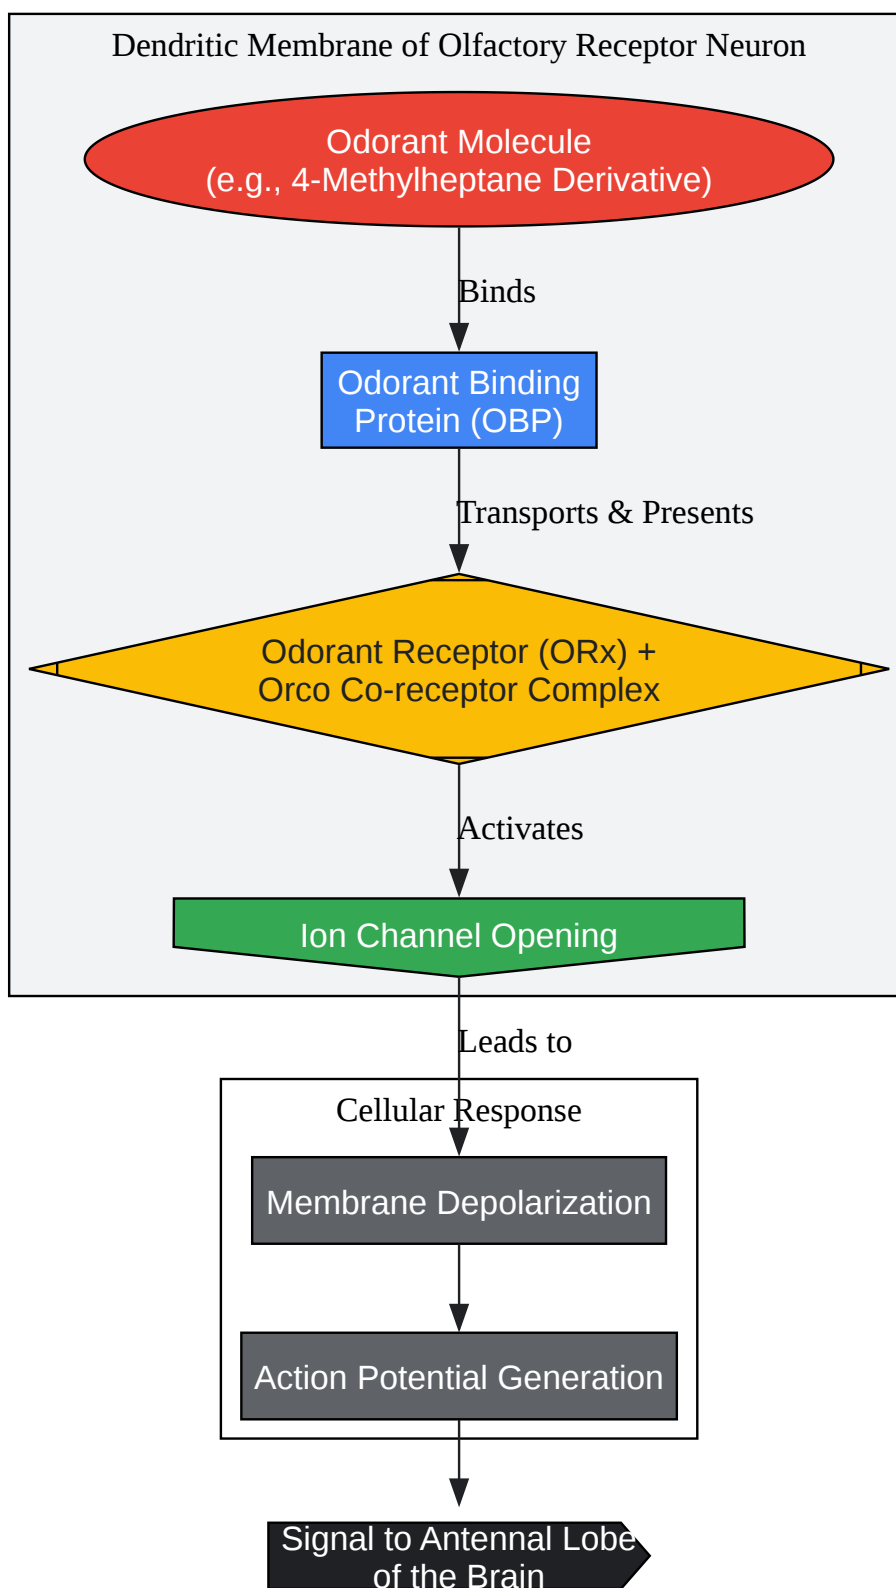 Dendritic Membrane of Olfactory Receptor Neuron
Odorant Molecule
(e.g., 4-Methylheptane Derivative)
Binds
Odorant Binding
Protein (OBP)
Transports & Presents
Odorant Receptor (ORx) +
Orco Co-receptor Complex
Activates
Ion Channel Opening
Leads to
Cellular Response
Membrane Depolarization
Action Potential Generation
Signal to Antennal Lobe
of the Brain